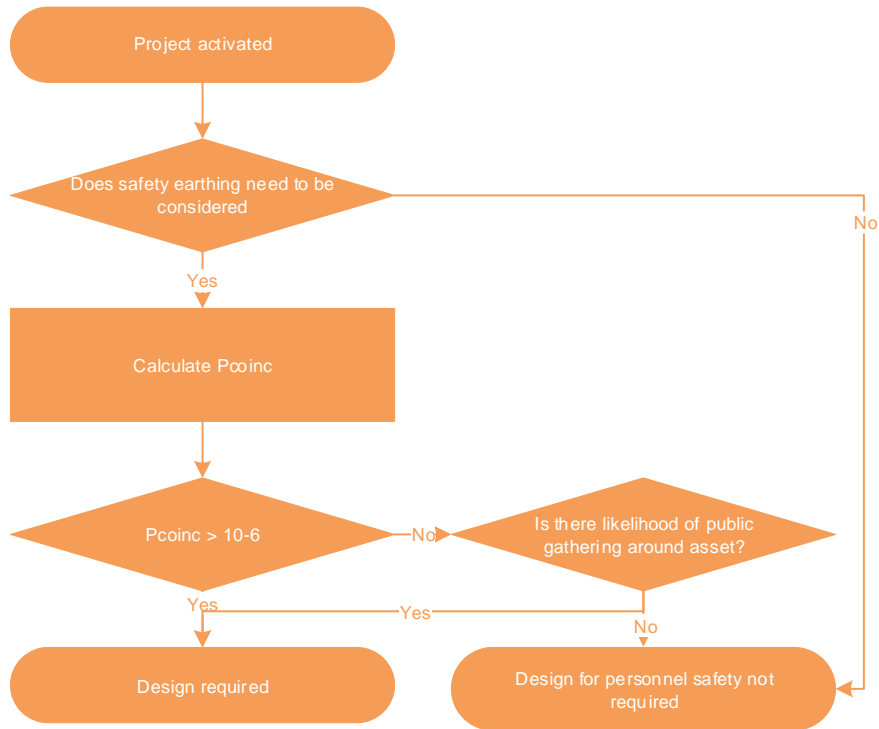 Project activated
Does safety earthing need to be
considered
No
Yes
Calculate Pcoinc
Pcoinc > 10-6
No
Is there likelihood of public
gathering around asset?
Yes
Yes
No
Design required
Design for personnel safety not
required